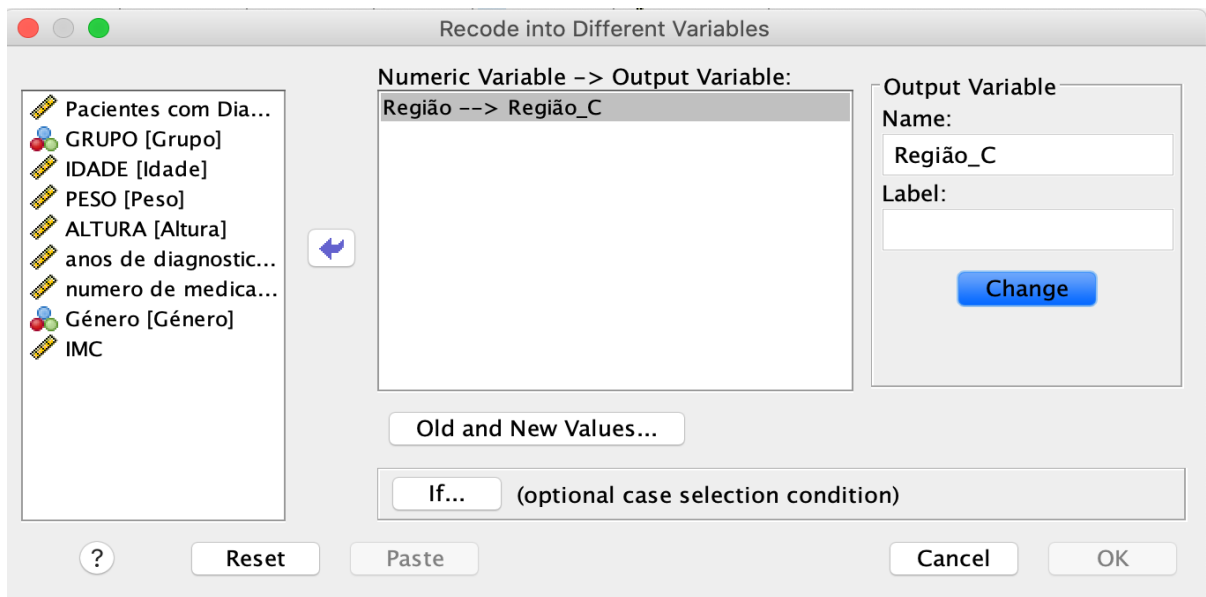 Recode into Different Variables
Pacientes com Dia...
GRUPO [Grupo]
IDADE [Idade]
PESO [Peso]
ALTURA [Altura]
anos de diagnostic...
numero de medica...
Género [Género]
IMC
Numeric Variable -> Output Variable:
Região --> Região_C
Output Variable
Name:
Região_C
Label:
Change
Old and New Values...
If... (optional case selection condition)
? Reset Paste Cancel OK